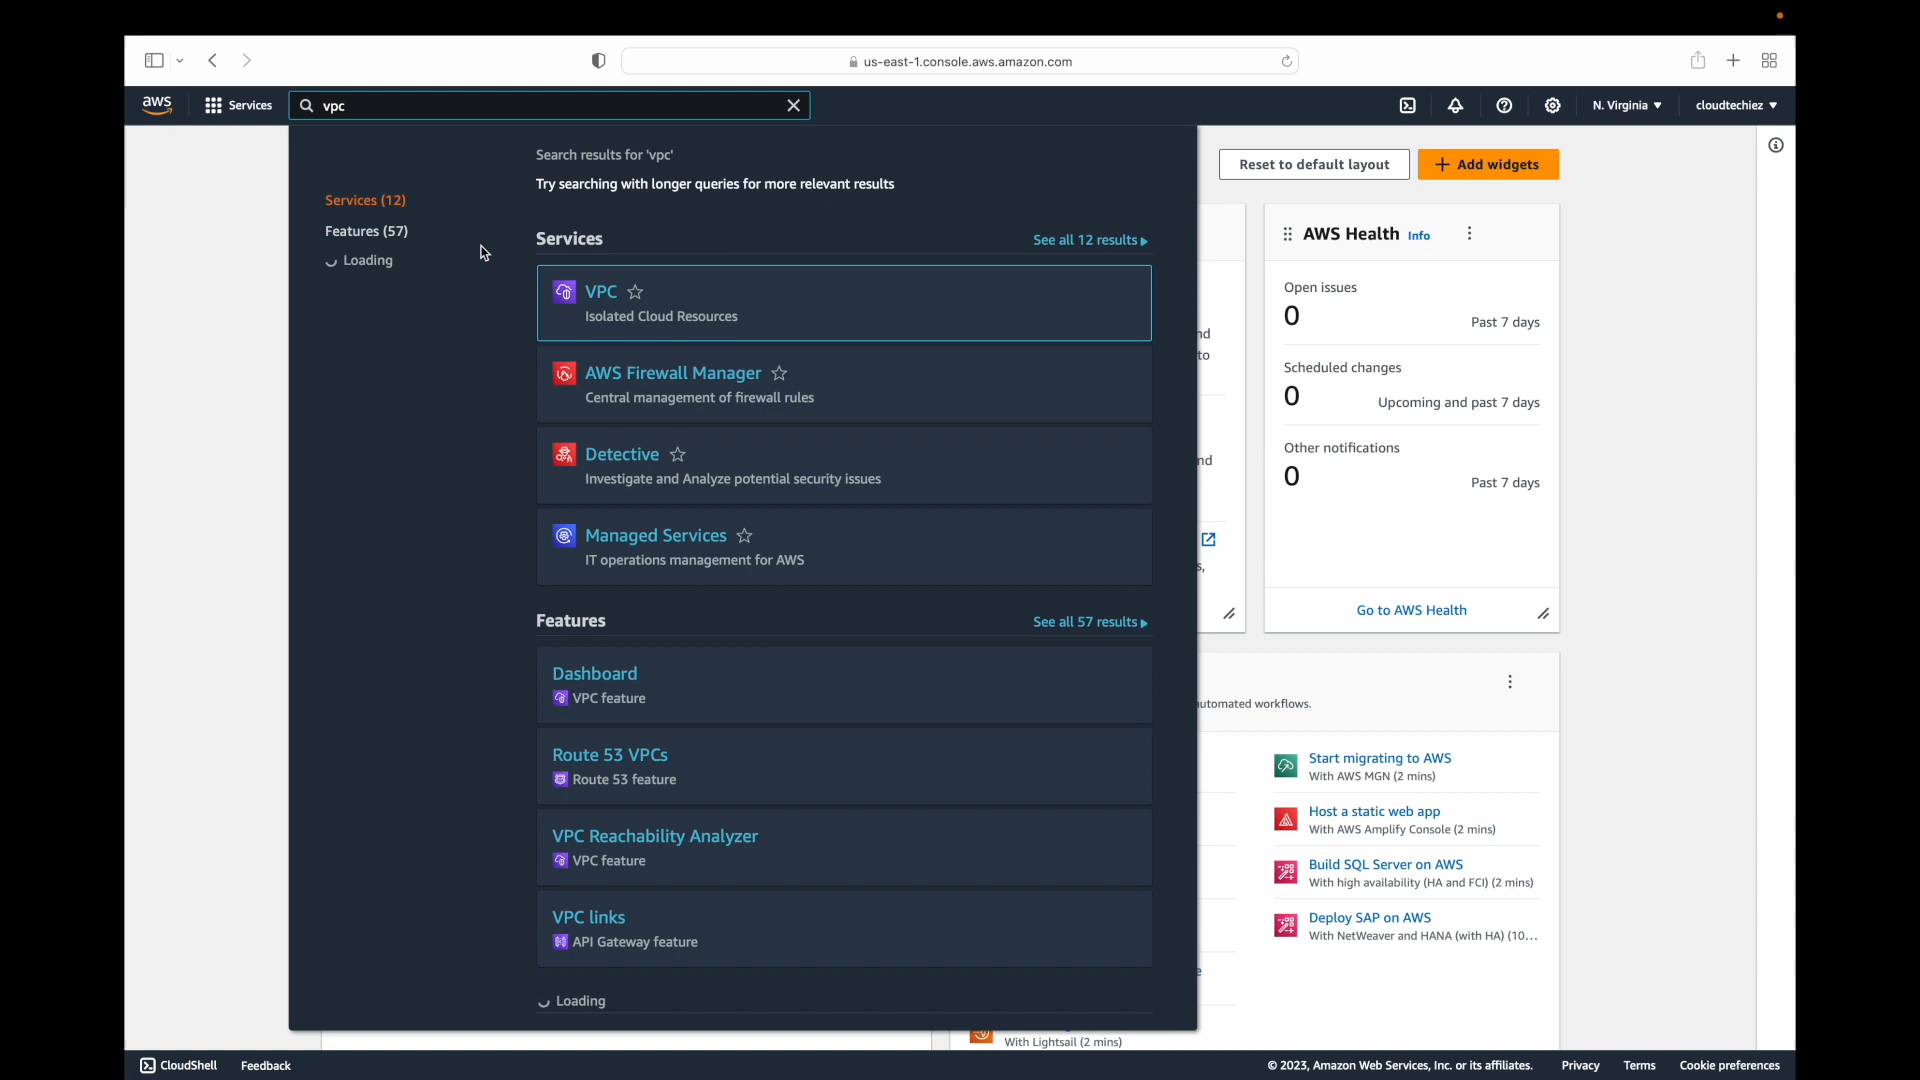 us-east-1.console.aws.amazon.com
aws
Services
vpc
N. Virginia
cloudtechiez
Search results for 'vpc'
Try searching with longer queries for more relevant results
Services (12)
Features (57)
Loading
Services
See all 12 results
VPC
Isolated Cloud Resources
AWS Firewall Manager
Central management of firewall rules
Detective
Investigate and Analyze potential security issues
Managed Services
IT operations management for AWS
Features
See all 57 results
Dashboard
VPC feature
Route 53 VPCs
Route 53 feature
VPC Reachability Analyzer
VPC feature
VPC links
API Gateway feature
Loading
Reset to default layout
Add widgets
AWS Health Info
Open issues
0
Past 7 days
Scheduled changes
0
Upcoming and past 7 days
Other notifications
0
Past 7 days
Go to AWS Health
nd
to
nd
s,
utomated workflows.
Start migrating to AWS
With AWS MGN (2 mins)
Host a static web app
With AWS Amplify Console (2 mins)
Build SQL Server on AWS
With high availability (HA and FCI) (2 mins)
Deploy SAP on AWS
With NetWeaver and HANA (with HA) (10...
e
With Lightsail (2 mins)
CloudShell
Feedback
© 2023, Amazon Web Services, Inc. or its affiliates.
Privacy
Terms
Cookie preferences